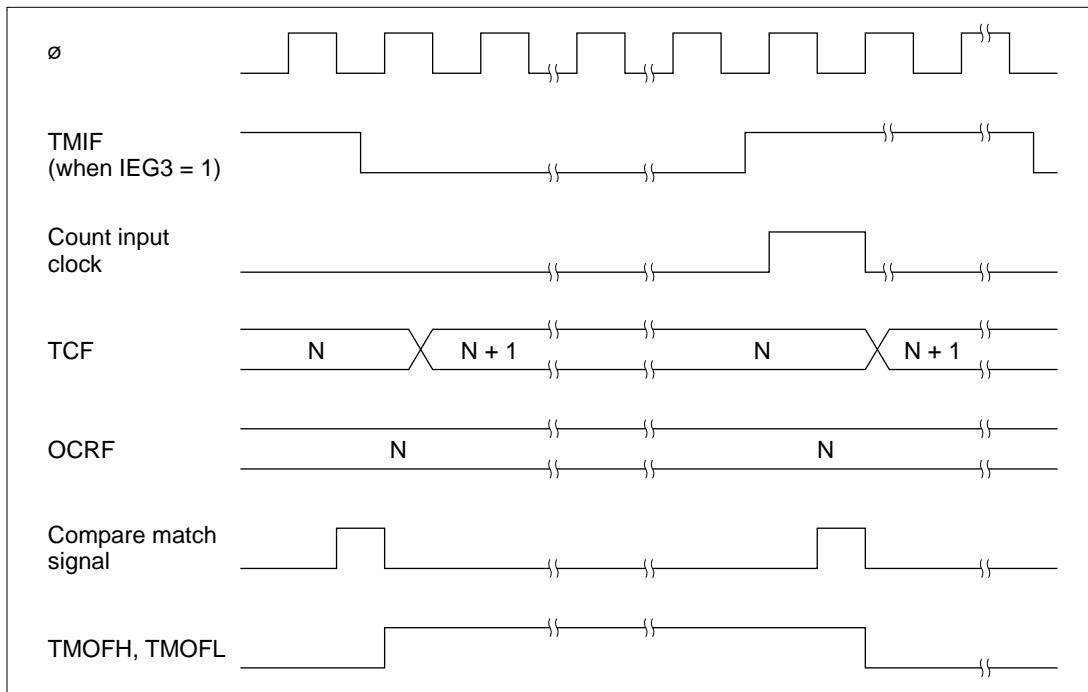 ø
TMIF
(when IEG3 = 1)
Count input
clock
TCF
N
N + 1
N
N + 1
OCRF
N
N
Compare match
signal
TMOFH, TMOFL